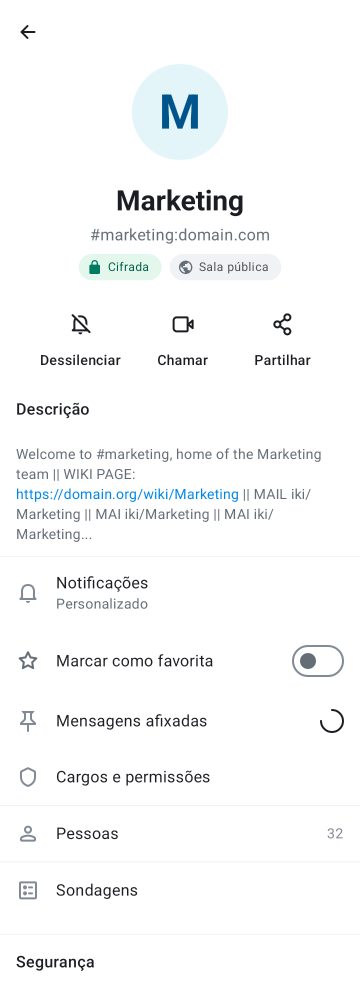 M
Marketing
#marketing:domain.com
Cifrada
Sala pública
Dessilenciar
Chamar
Partilhar
Descrição
Welcome to #marketing, home of the Marketing
team || WIKI PAGE:
https://domain.org/wiki/Marketing || MAIL iki/
Marketing || MAI iki/Marketing || MAI iki/
Marketing...
Notificações
Personalizado
Marcar como favorita
Mensagens afixadas
Cargos e permissões
Pessoas 32
Sondagens
Segurança